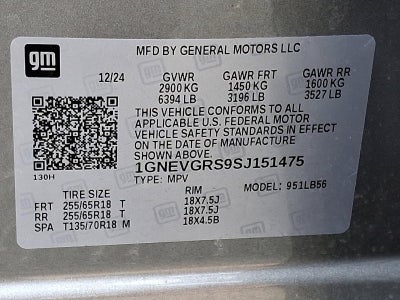 gm
MFD BY GENERAL MOTORS LLC
12/24 GVWR GAWR FRT GAWR RR
2900 KG 1450 KG 1600 KG
6394 LB 3196 LB 3527 LB
THIS VEHICLE CONFORMS TO ALL
APPLICABLE U.S. FEDERAL MOTOR
VEHICLE SAFETY STANDARDS IN EFFECT
ON THE DATE OF MANUFACTURE
1GNEVGRS9SJ151475
130H TYPE: MPV MODEL: 951LB56
TIRE SIZE RIM
FRT 255/65R18 T 18X7.5J
RR 255/65R18 T 18X7.5J
SPA T135/70R18 M 18X4.5B